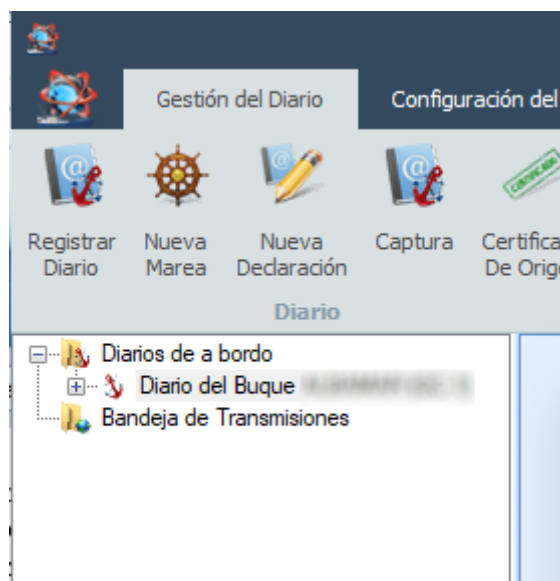 Gestión del Diario
Configuración del
Registrar Diario
Nueva Marea
Nueva Declaración
Captura
De
Diario
Diarios de a bordo
Diario del Buque
Bandeja de Transmisiones